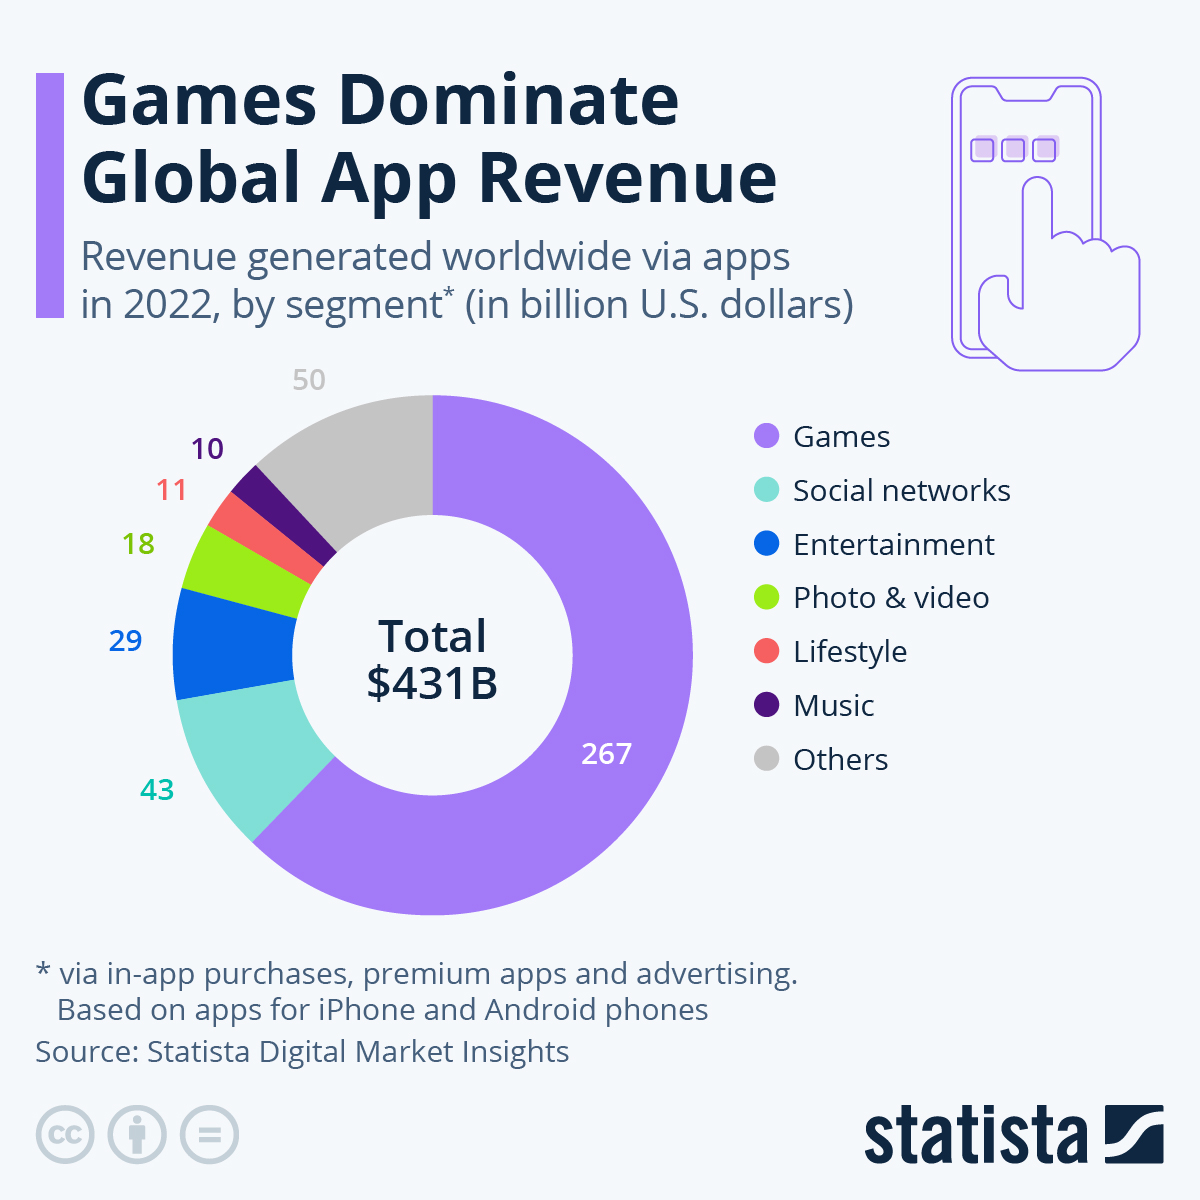 Games Dominate
Global App Revenue
Revenue generated worldwide via apps
in 2022, by segment* (in billion U.S. dollars)
50
10
11
18
29
43
267
Total
$431B
Games
Social networks
Entertainment
Photo & video
Lifestyle
Music
Others
* via in-app purchases, premium apps and advertising.
Based on apps for iPhone and Android phones
Source: Statista Digital Market Insights
cc
=
statista